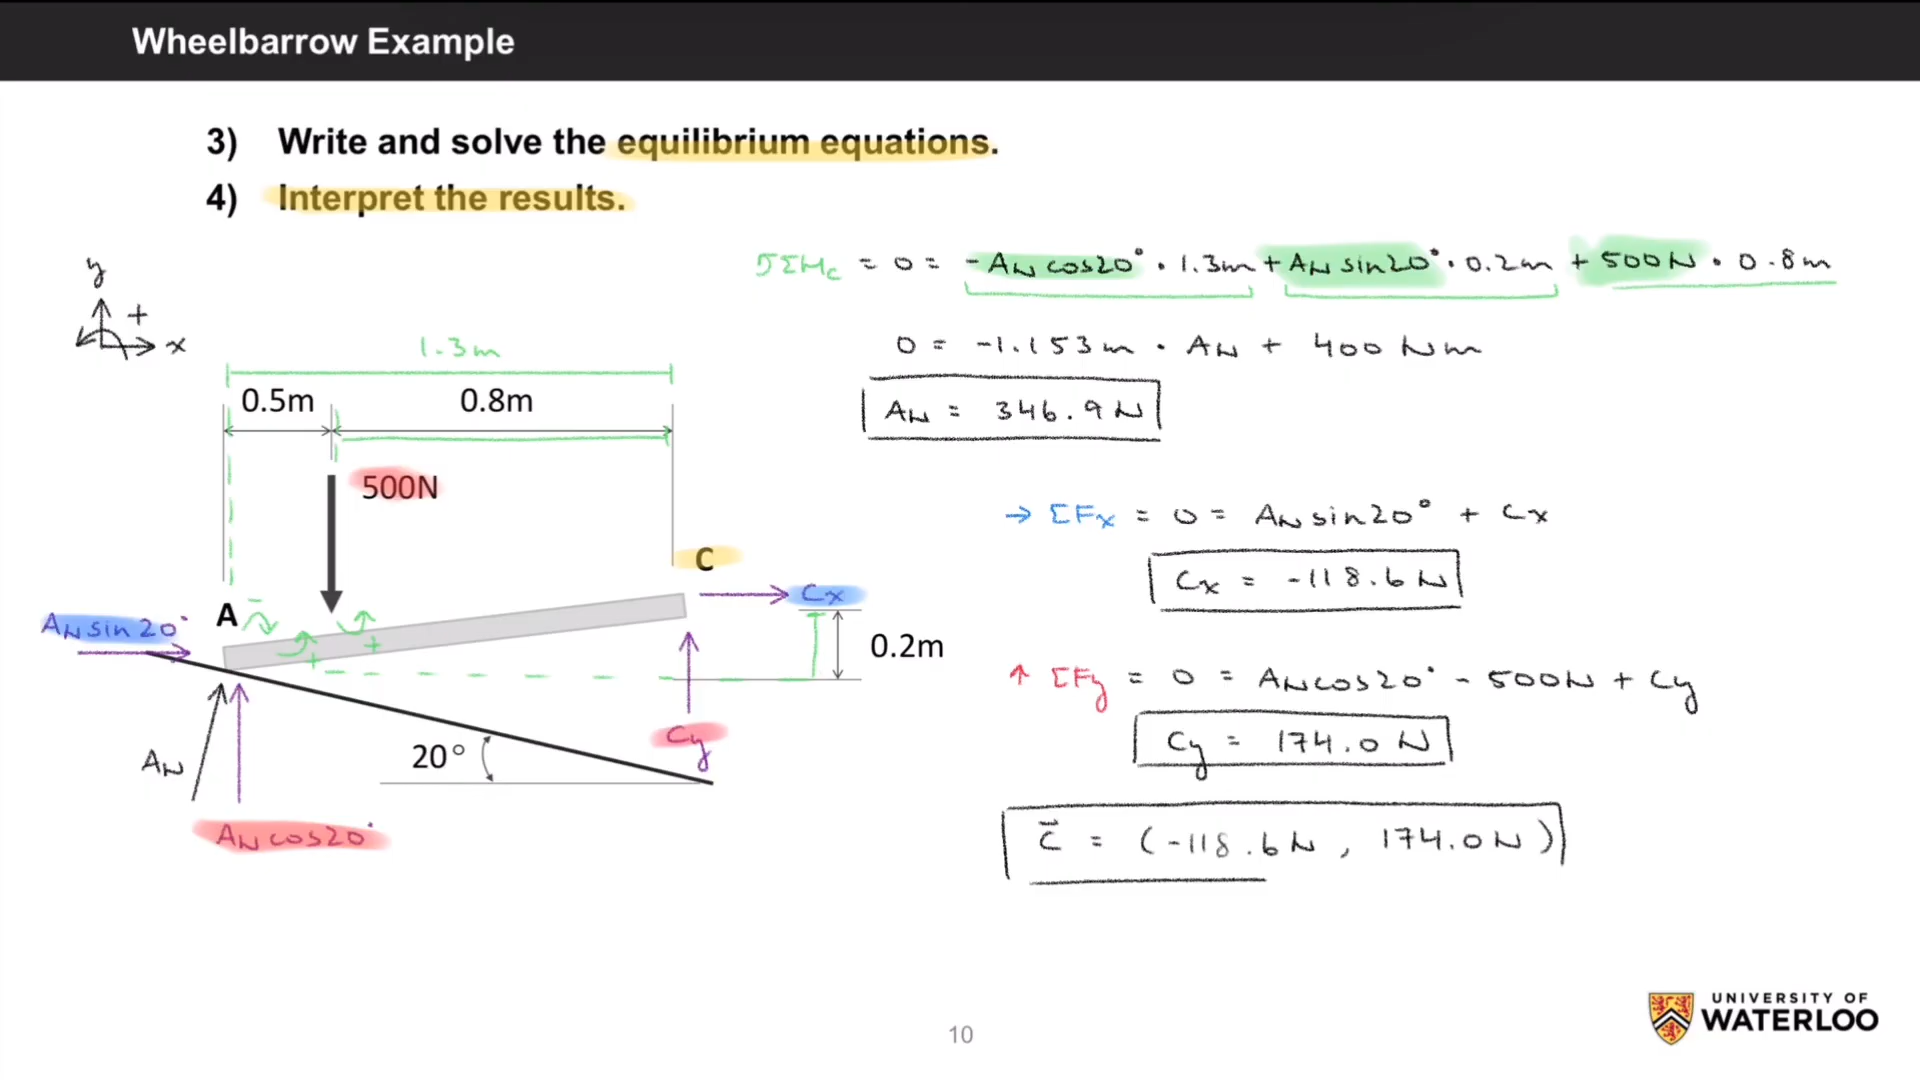 Wheelbarrow Example
3) Write and solve the equilibrium equations.
4) Interpret the results.
↺ΣMc = 0 = -AN cos20° · 1.3m + AN sin20° · 0.2m + 500N · 0.8m
0 = -1.153m · AN + 400 Nm
AN = 346.9N
→ ΣFx = 0 = AN sin20° + Cx
Cx = -118.6N
↑ ΣFy = 0 = AN cos20° - 500N + Cy
Cy = 174.0 N
C̄ = (-118.6N, 174.0N)
y
+
x
1.3m
0.5m 0.8m
500N
C
Cx
A
-
AN sin20°
+
+
0.2m
Cy
20°
AN
AN cos20°
10
UNIVERSITY OF
WATERLOO